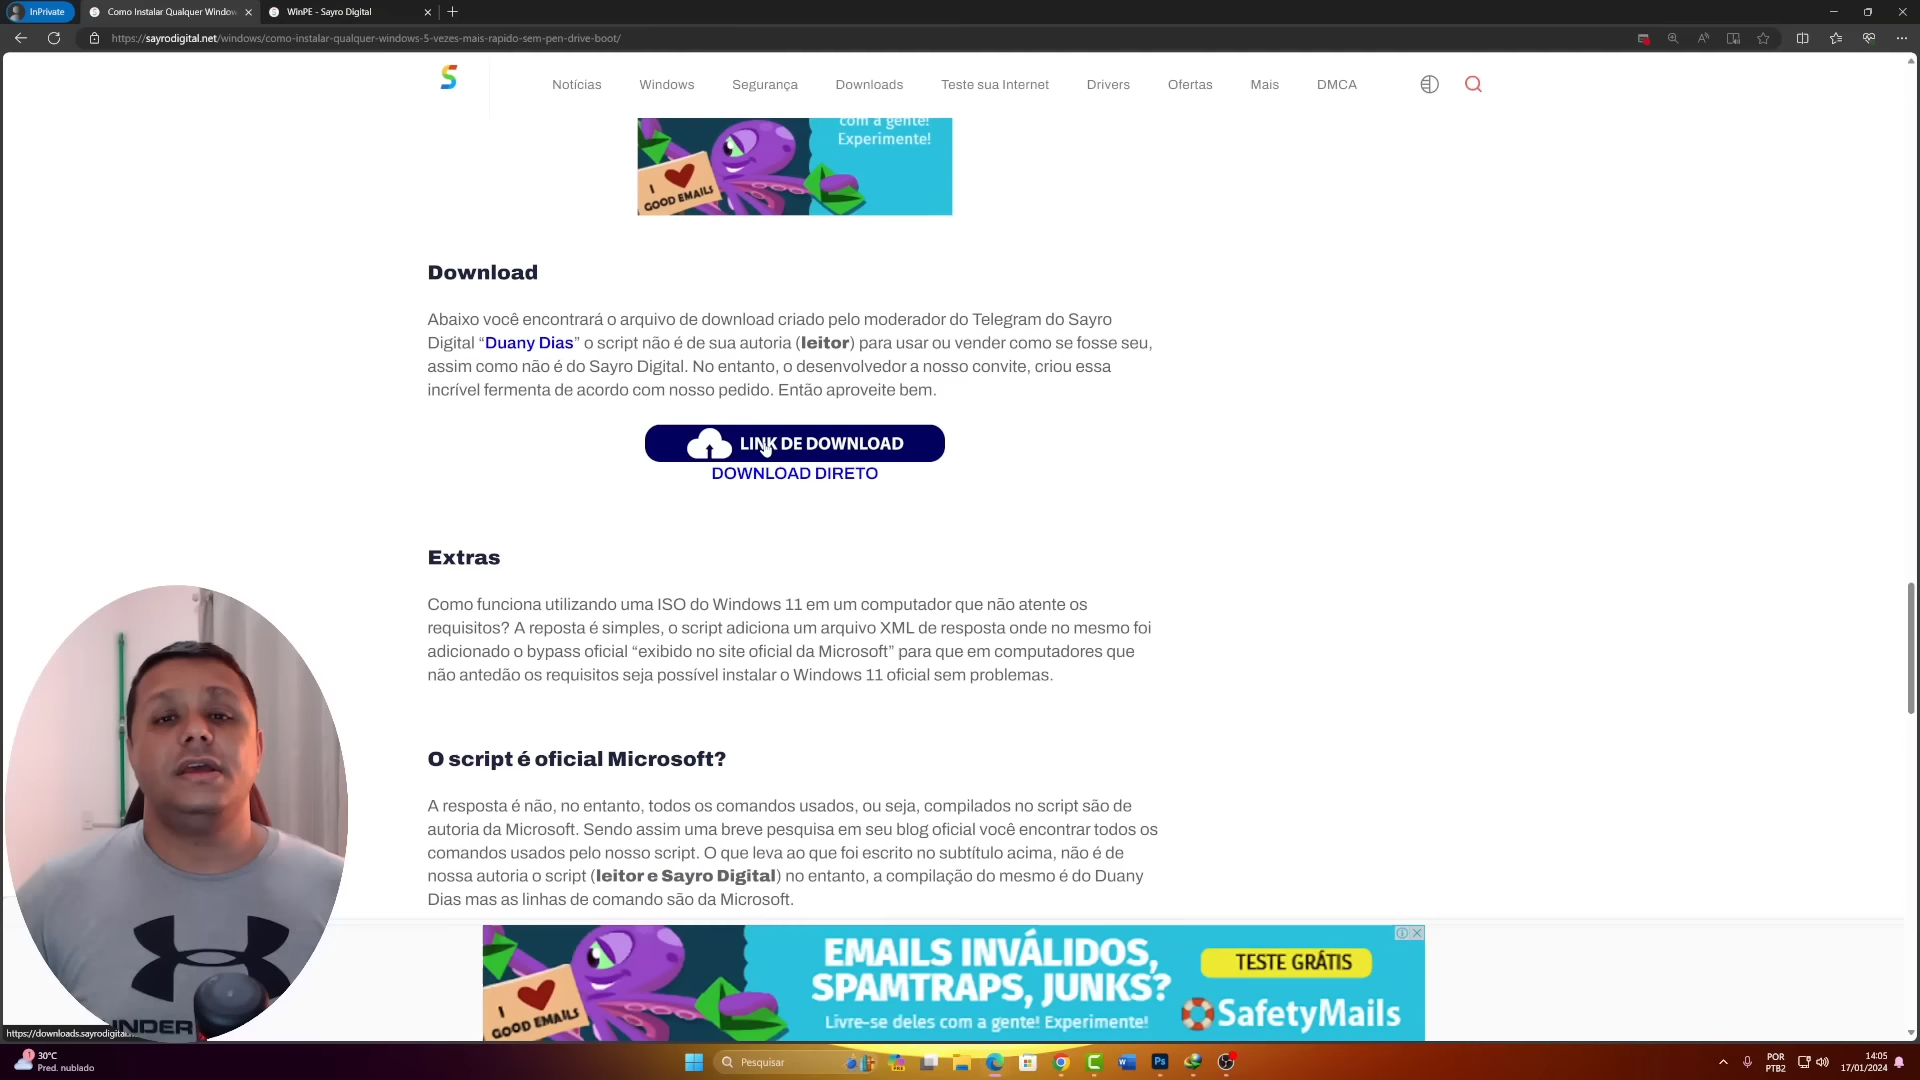 InPrivate
Como Instalar Qualquer Window
WinPE - Sayro Digital
https://sayrodigital.net/windows/como-instalar-qualquer-windows-5-vezes-mais-rapido-sem-pen-drive-boot/
S
Notícias
Windows
Segurança
Downloads
Teste sua Internet
Drivers
Ofertas
Mais
DMCA
com a gente!
Experimente!
I
GOOD EMAILS
Download
Abaixo você encontrará o arquivo de download criado pelo moderador do Telegram do Sayro
Digital “Duany Dias” o script não é de sua autoria (leitor) para usar ou vender como se fosse seu,
assim como não é do Sayro Digital. No entanto, o desenvolvedor a nosso convite, criou essa
incrível fermenta de acordo com nosso pedido. Então aproveite bem.
LINK DE DOWNLOAD
DOWNLOAD DIRETO
Extras
Como funciona utilizando uma ISO do Windows 11 em um computador que não atente os
requisitos? A reposta é simples, o script adiciona um arquivo XML de resposta onde no mesmo foi
adicionado o bypass oficial “exibido no site oficial da Microsoft” para que em computadores que
não antedão os requisitos seja possível instalar o Windows 11 oficial sem problemas.
O script é oficial Microsoft?
A resposta é não, no entanto, todos os comandos usados, ou seja, compilados no script são de
autoria da Microsoft. Sendo assim uma breve pesquisa em seu blog oficial você encontrar todos os
comandos usados pelo nosso script. O que leva ao que foi escrito no subtítulo acima, não é de
nossa autoria o script (leitor e Sayro Digital) no entanto, a compilação do mesmo é do Duany
Dias mas as linhas de comando são da Microsoft.
I
GOOD EMAILS
EMAILS INVÁLIDOS,
SPAMTRAPS, JUNKS?
Livre-se deles com a gente! Experimente!
TESTE GRÁTIS
SafetyMails
UNDER
https://downloads.sayrodigital.
1
30°C
Pred. nublado
Pesquisar
Ps
POR
PTB2
14:05
17/01/2024